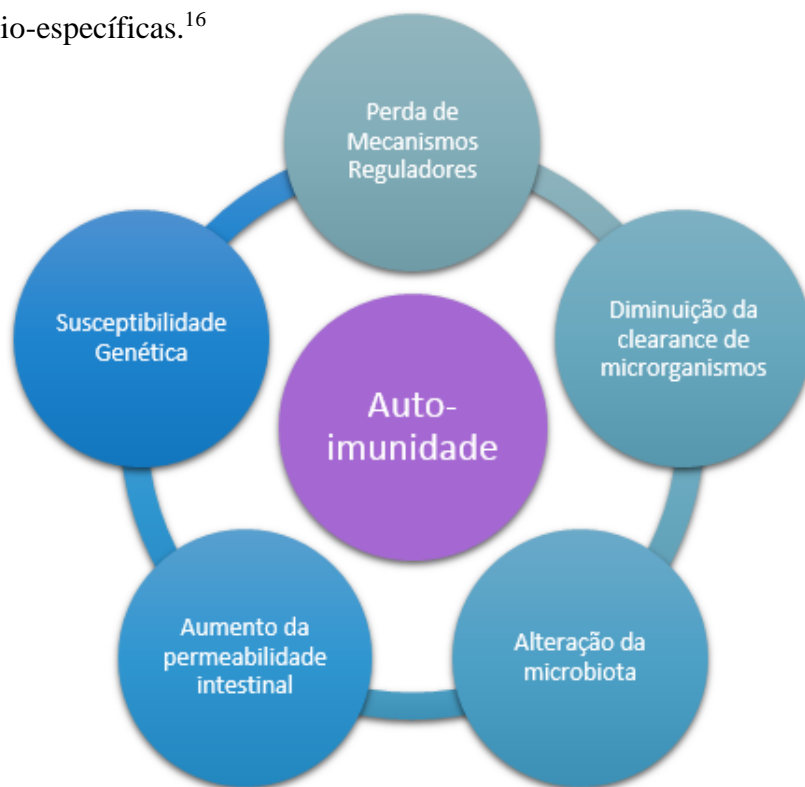 io-específicas.16
Perda de
Mecanismos
Reguladores
Susceptibilidade
Genética
Diminuição da
clearance de
microrganismos
Auto-
imunidade
Aumento da
permeabilidade
intestinal
Alteração da
microbiota